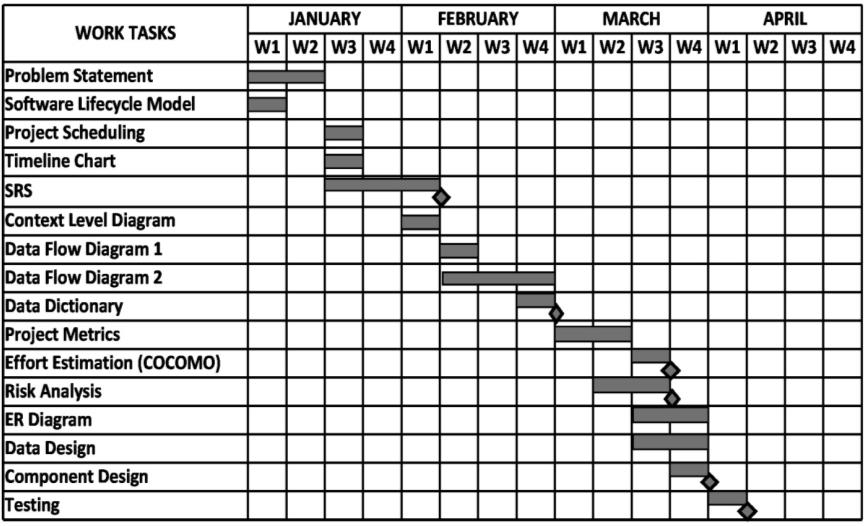 WORK TASKS JANUARY FEBRUARY MARCH APRIL
W1 W2 W3 W4 W1 W2 W3 W4 W1 W2 W3 W4 W1 W2 W3 W4
Problem Statement
Software Lifecycle Model
Project Scheduling
Timeline Chart
SRS
Context Level Diagram
Data Flow Diagram 1
Data Flow Diagram 2
Data Dictionary
Project Metrics
Effort Estimation (COCOMO)
Risk Analysis
ER Diagram
Data Design
Component Design
Testing